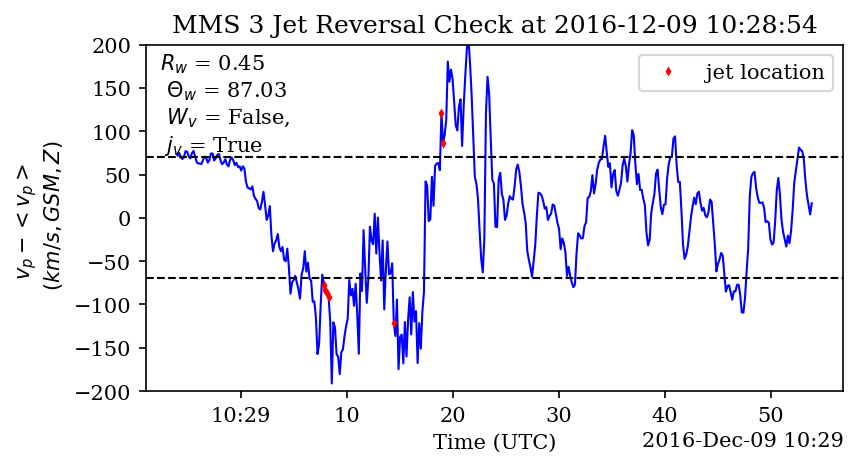 MMS 3 Jet Reversal Check at 2016-12-09 10:28:54
R_w = 0.45
Θ_w = 87.03
W_v = False,
j_v = True
jet location
200
150
100
50
0
−50
−100
−150
−200
v_p − < v_p >
(km/s, GSM, Z)
10:29
10
20
30
40
50
Time (UTC)
2016-Dec-09 10:29